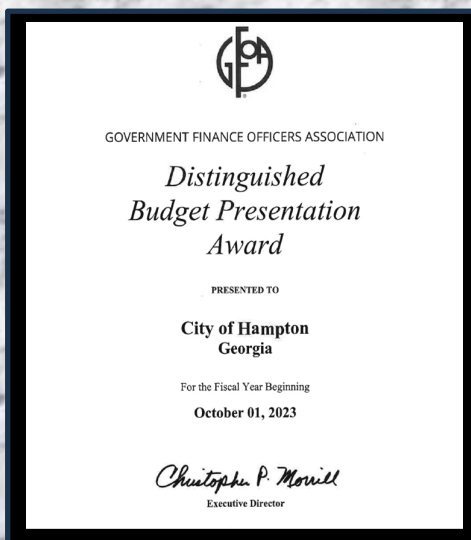 GFOA
GOVERNMENT FINANCE OFFICERS ASSOCIATION
Distinguished
Budget Presentation
Award
PRESENTED TO
City of Hampton
Georgia
For the Fiscal Year Beginning
October 01, 2023
Christopher P. Morrill
Executive Director